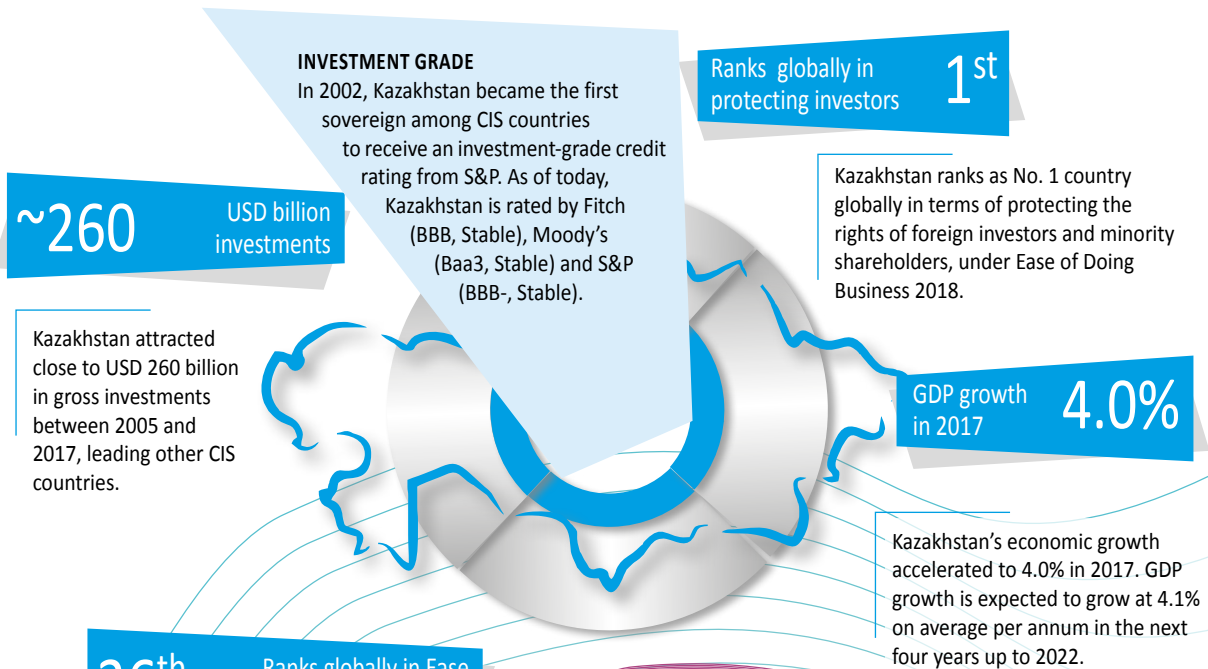 INVESTMENT GRADE
In 2002, Kazakhstan became the first
sovereign among CIS countries
to receive an investment-grade credit
rating from S&P. As of today,
Kazakhstan is rated by Fitch
(BBB, Stable), Moody's
(Baa3, Stable) and S&P
(BBB-, Stable).
Ranks globally in
protecting investors
1st
Kazakhstan ranks as No. 1 country
globally in terms of protecting the
rights of foreign investors and minority
shareholders, under Ease of Doing
Business 2018.
~260
USD billion
investments
Kazakhstan attracted
close to USD 260 billion
in gross investments
between 2005 and
2017, leading other CIS
countries.
GDP growth
in 2017
4.0%
Kazakhstan's economic growth
accelerated to 4.0% in 2017. GDP
growth is expected to grow at 4.1%
on average per annum in the next
four years up to 2022.
Ranks globally in Ease